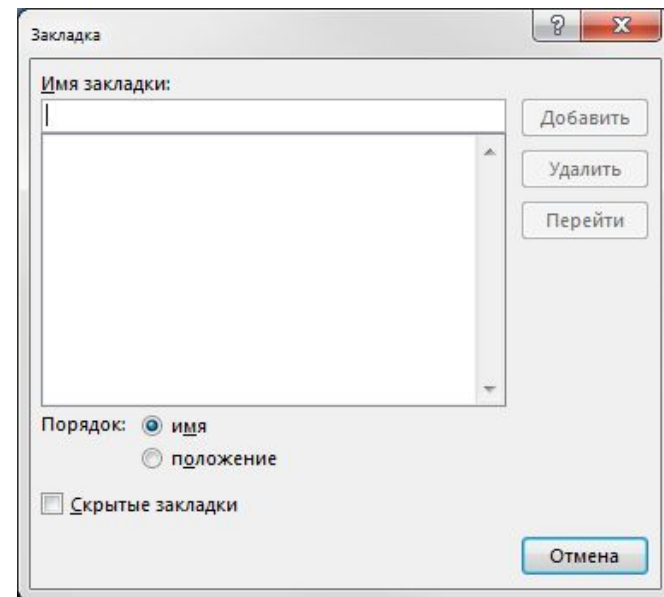 Закладка
?
Имя закладки:
Добавить
Удалить
Перейти
Порядок:
имя
положение
Скрытые закладки
Отмена